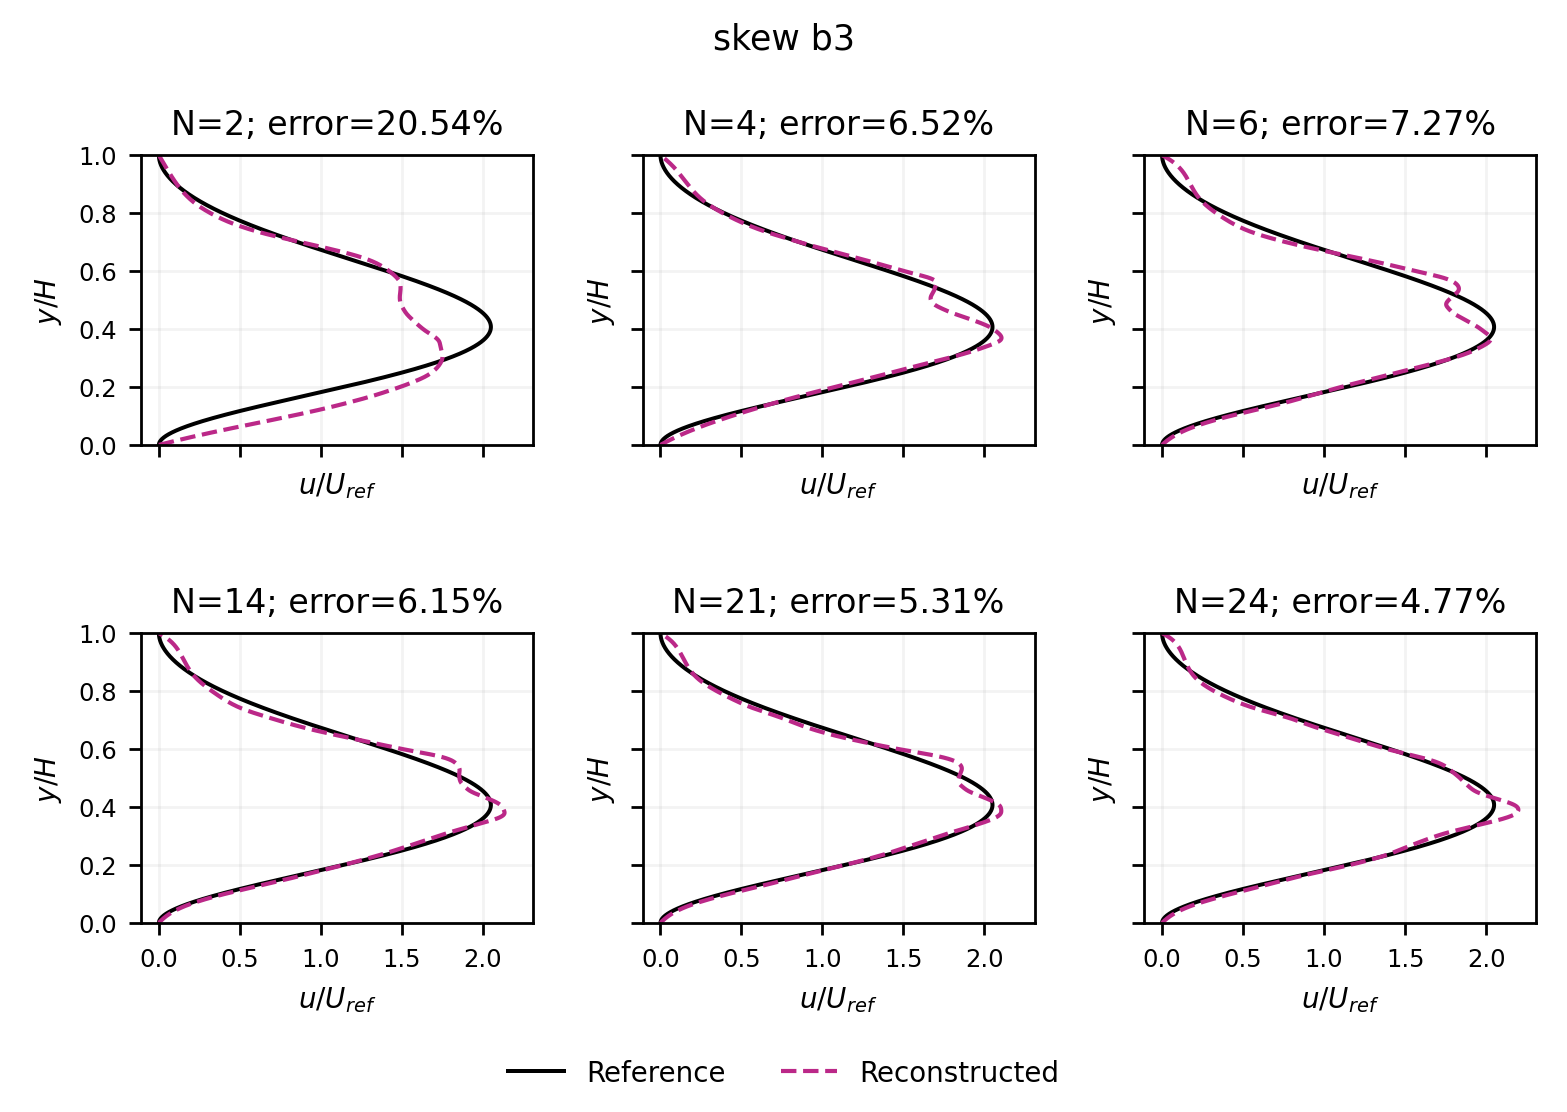 skew b3
N=2; error=20.54%
N=4; error=6.52%
N=6; error=7.27%
1.0
0.8
0.6
0.4
0.2
0.0
y/H
y/H
y/H
u/U_ref
u/U_ref
u/U_ref
N=14; error=6.15%
N=21; error=5.31%
N=24; error=4.77%
1.0
0.8
0.6
0.4
0.2
0.0
y/H
y/H
y/H
0.0 0.5 1.0 1.5 2.0
0.0 0.5 1.0 1.5 2.0
0.0 0.5 1.0 1.5 2.0
u/U_ref
u/U_ref
u/U_ref
Reference
Reconstructed